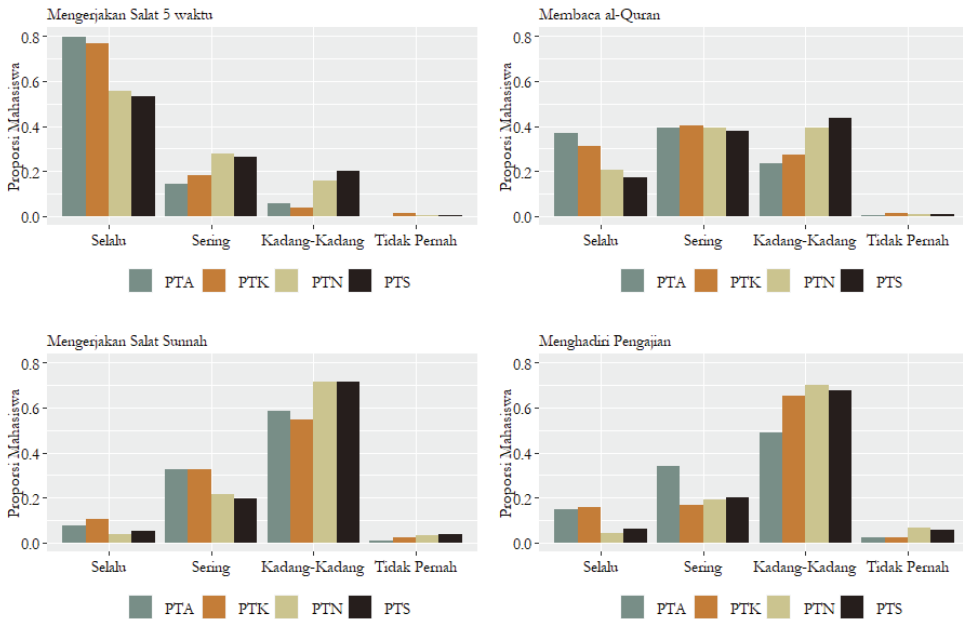 Mengerjakan Salat 5 waktu
Proporsi Mahasiswa
0.8
0.6
0.4
0.2
0.0
Selalu Sering Kadang-Kadang Tidak Pernah
PTA PTK PTN PTS
Membaca al-Quran
Proporsi Mahasiswa
0.8
0.6
0.4
0.2
0.0
Selalu Sering Kadang-Kadang Tidak Pernah
PTA PTK PTN PTS
Mengerjakan Salat Sunnah
Proporsi Mahasiswa
0.8
0.6
0.4
0.2
0.0
Selalu Sering Kadang-Kadang Tidak Pernah
PTA PTK PTN PTS
Menghadiri Pengajian
Proporsi Mahasiswa
0.8
0.6
0.4
0.2
0.0
Selalu Sering Kadang-Kadang Tidak Pernah
PTA PTK PTN PTS